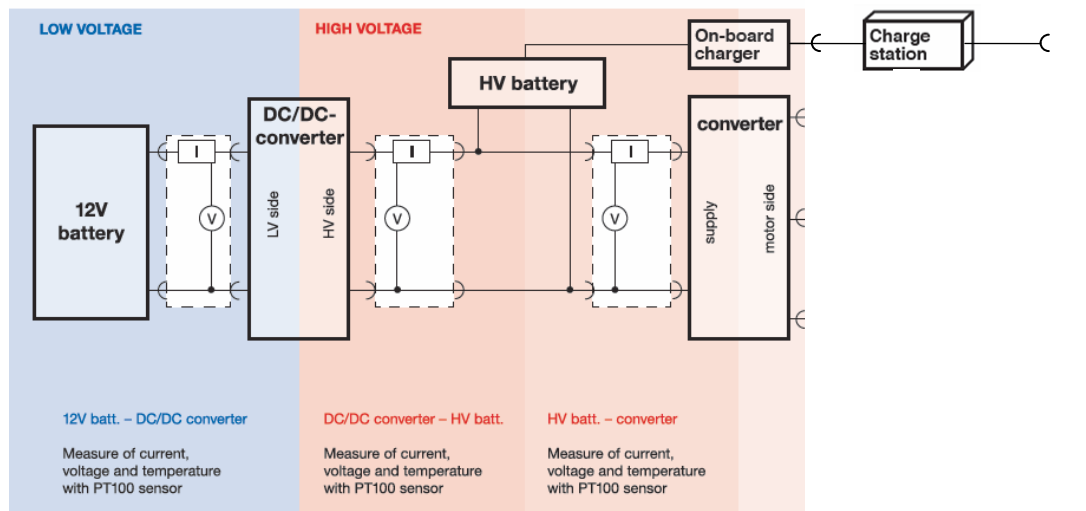 LOW VOLTAGE
HIGH VOLTAGE
On-board
charger
Charge
station
HV battery
DC/DC-
converter
converter
I
I
I
12V
battery
V
V
V
LV side
HV side
supply
motor side
12V batt. – DC/DC converter
Measure of current,
voltage and temperature
with PT100 sensor
DC/DC converter – HV batt.
Measure of current,
voltage and temperature
with PT100 sensor
HV batt. – converter
Measure of current,
voltage and temperature
with PT100 sensor